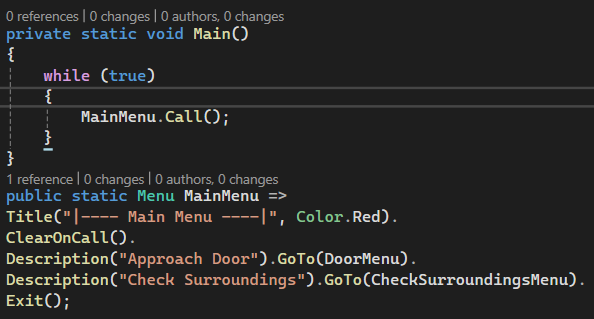 0 references | 0 changes | 0 authors, 0 changes
private static void Main()
{
while (true)
{
MainMenu.Call();
}
}
1 reference | 0 changes | 0 authors, 0 changes
public static Menu MainMenu =>
Title("|---- Main Menu ----|", Color.Red).
ClearOnCall().
Description("Approach Door").GoTo(DoorMenu).
Description("Check Surroundings").GoTo(CheckSurroundingsMenu).
Exit();